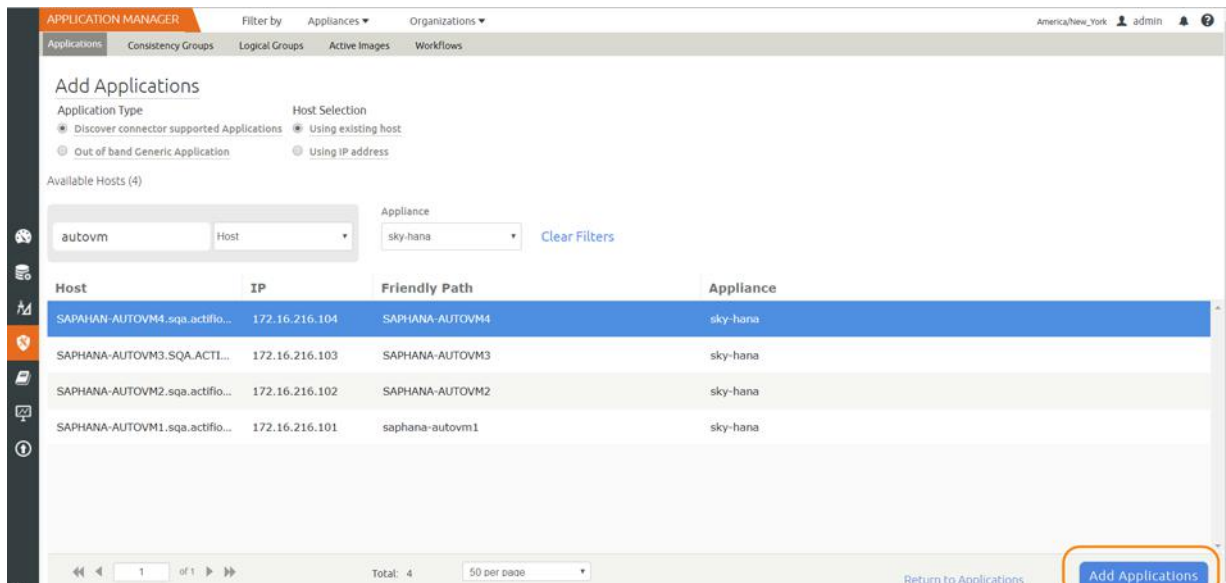 APPLICATION MANAGER Filter by Appliances ▾ Organizations ▾ America/New_York admin
Applications Consistency Groups Logical Groups Active Images Workflows
Add Applications
Application Type Host Selection
Discover connector supported Applications Using existing host
Out of band Generic Application Using IP address
Available Hosts (4)
Appliance
autovm Host sky-hana Clear Filters
Host IP Friendly Path Appliance
SAPAHAN-AUTOVM4.sqa.actifio... 172.16.216.104 SAPHANA-AUTOVM4 sky-hana
SAPHANA-AUTOVM3.SQA.ACTI... 172.16.216.103 SAPHANA-AUTOVM3 sky-hana
SAPHANA-AUTOVM2.sqa.actifio... 172.16.216.102 SAPHANA-AUTOVM2 sky-hana
SAPHANA-AUTOVM1.sqa.actifio... 172.16.216.101 saphana-autovm1 sky-hana
1 of 1 Total: 4 50 per page Return to Applications Add Applications